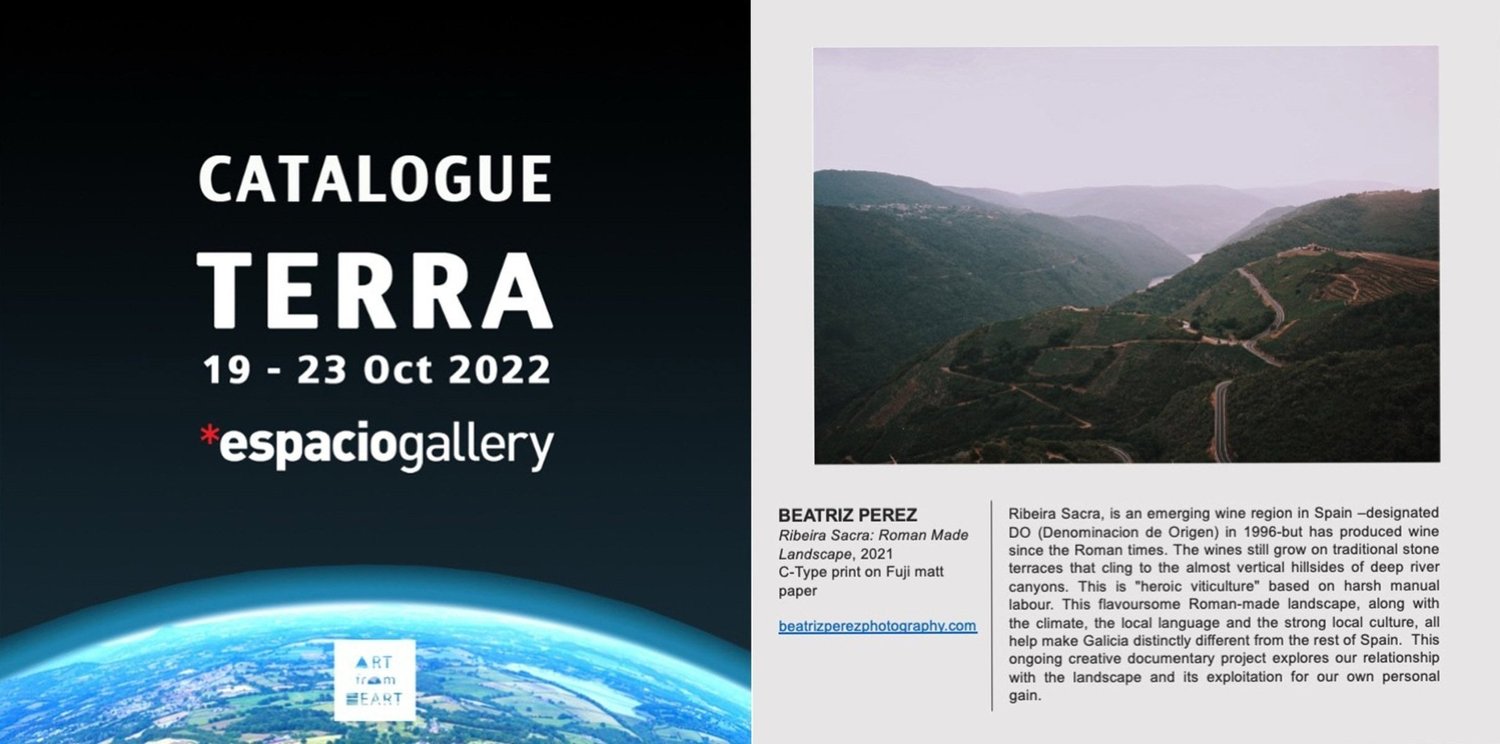 CATALOGUE
TERRA
19 - 23 Oct 2022
*espaciogallery
ART
from
HEART
BEATRIZ PEREZ
Ribeira Sacra: Roman Made
Landscape, 2021
C-Type print on Fuji matt
paper
beatrizperezphotography.com
Ribeira Sacra, is an emerging wine region in Spain –designated
DO (Denominacion de Origen) in 1996-but has produced wine
since the Roman times. The wines still grow on traditional stone
terraces that cling to the almost vertical hillsides of deep river
canyons. This is "heroic viticulture" based on harsh manual
labour. This flavoursome Roman-made landscape, along with
the climate, the local language and the strong local culture, all
help make Galicia distinctly different from the rest of Spain. This
ongoing creative documentary project explores our relationship
with the landscape and its exploitation for our own personal
gain.